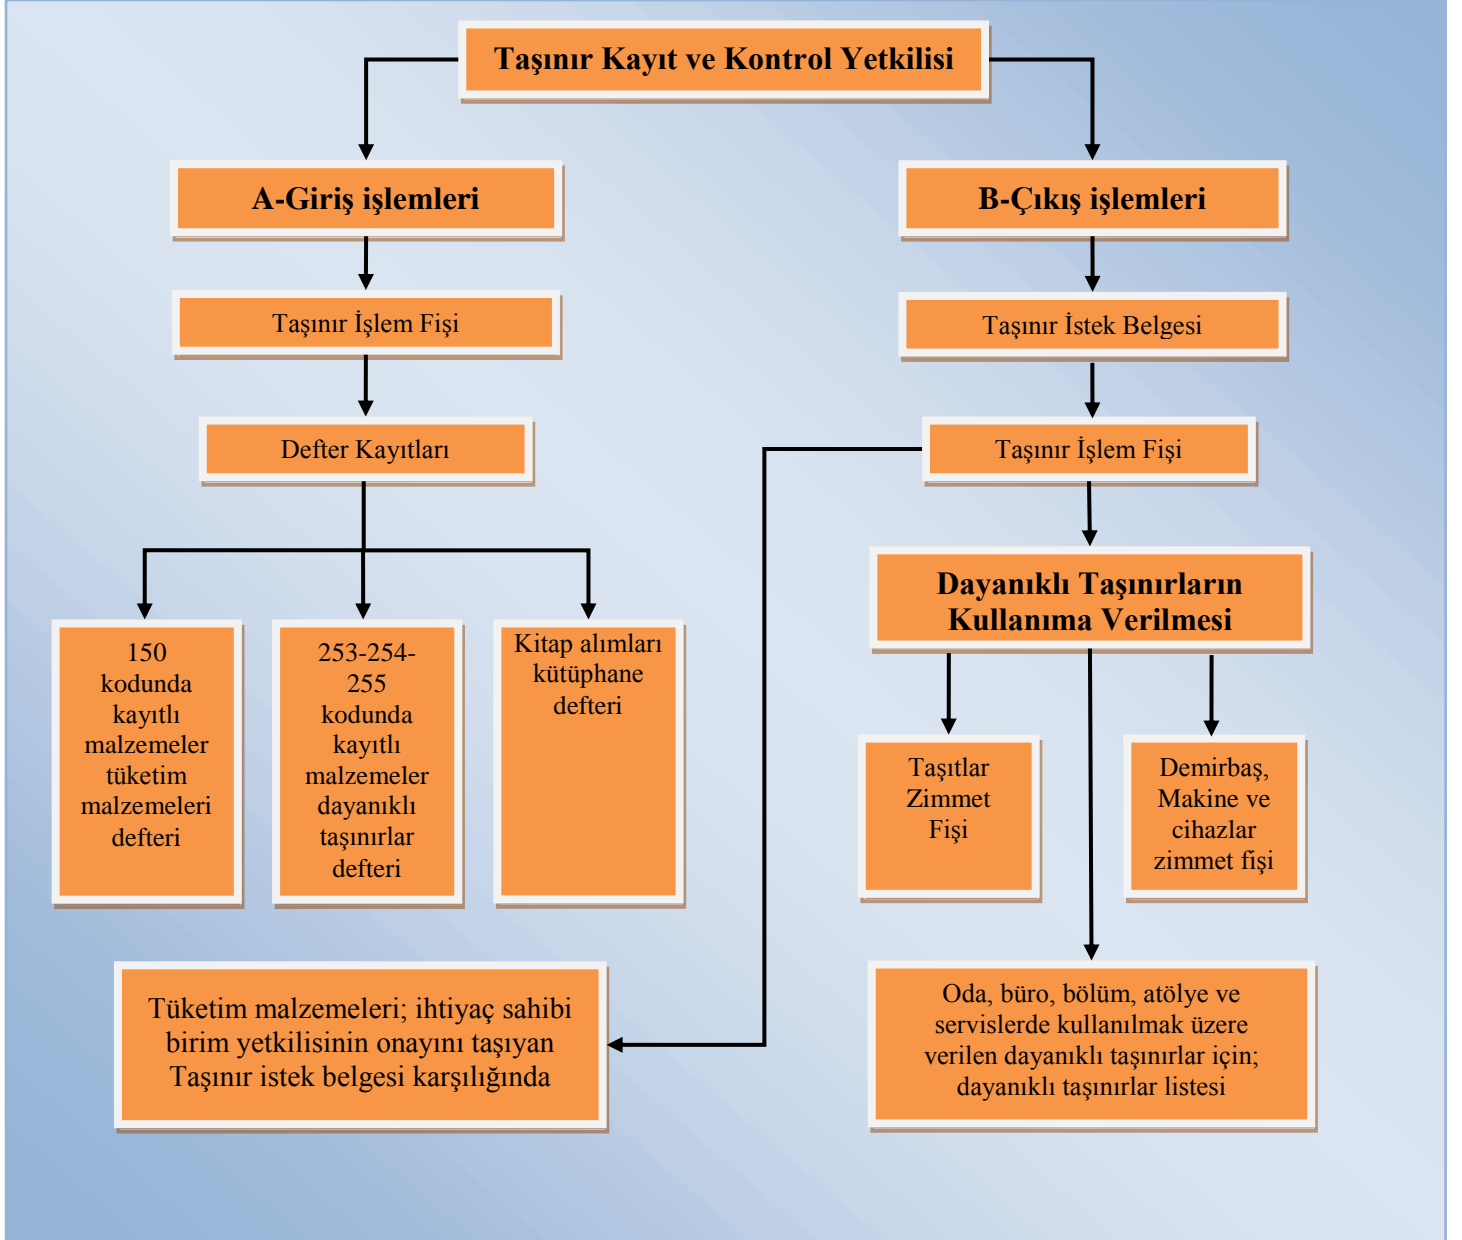 Taşınır Kayıt ve Kontrol Yetkilisi
A-Giriş işlemleri
B-Çıkış işlemleri
Taşınır İşlem Fişi
Taşınır İstek Belgesi
Defter Kayıtları
Taşınır İşlem Fişi
Dayanıklı Taşınırların
Kullanıma Verilmesi
150
kodunda
kayıtlı
malzemeler
tüketim
malzemeleri
defteri
253-254-
255
kodunda
kayıtlı
malzemeler
dayanıklı
taşınırlar
defteri
Kitap alımları
kütüphane
defteri
Taşıtlar
Zimmet
Fişi
Demirbaş,
Makine ve
cihazlar
zimmet fişi
Tüketim malzemeleri; ihtiyaç sahibi
birim yetkilisinin onayını taşıyan
Taşınır istek belgesi karşılığında
Oda, büro, bölüm, atölye ve
servislerde kullanılmak üzere
verilen dayanıklı taşınırlar için;
dayanıklı taşınırlar listesi